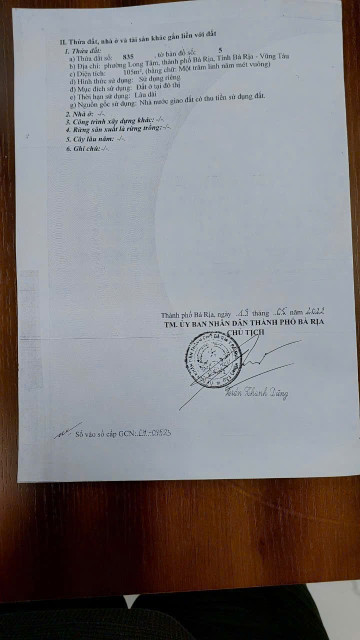 II. Thửa đất, nhà ở và tài sản khác gắn liền với đất
1. Thửa đất:
a) Thửa đất số: 835 , tờ bản đồ số: 5
b) Địa chỉ: phường Long Tâm, thành phố Bà Rịa, Tỉnh Bà Rịa - Vũng Tàu
c) Diện tích: 105m², (bằng chữ: Một trăm linh năm mét vuông)
d) Hình thức sử dụng: Sử dụng riêng
đ) Mục đích sử dụng: Đất ở tại đô thị
e) Thời hạn sử dụng: Lâu dài
g) Nguồn gốc sử dụng: Nhà nước giao đất có thu tiền sử dụng đất.
2. Nhà ở: -/-
3. Công trình xây dựng khác: -/-
4. Rừng sản xuất là rừng trồng: -/-
5. Cây lâu năm: -/-
6. Ghi chú: -/-
Thành phố Bà Rịa, ngày 13 tháng năm 2022
TM. ỦY BAN NHÂN DÂN THÀNH PHỐ BÀ RỊA
CHỦ TỊCH
Số vào sổ cấp GCN: